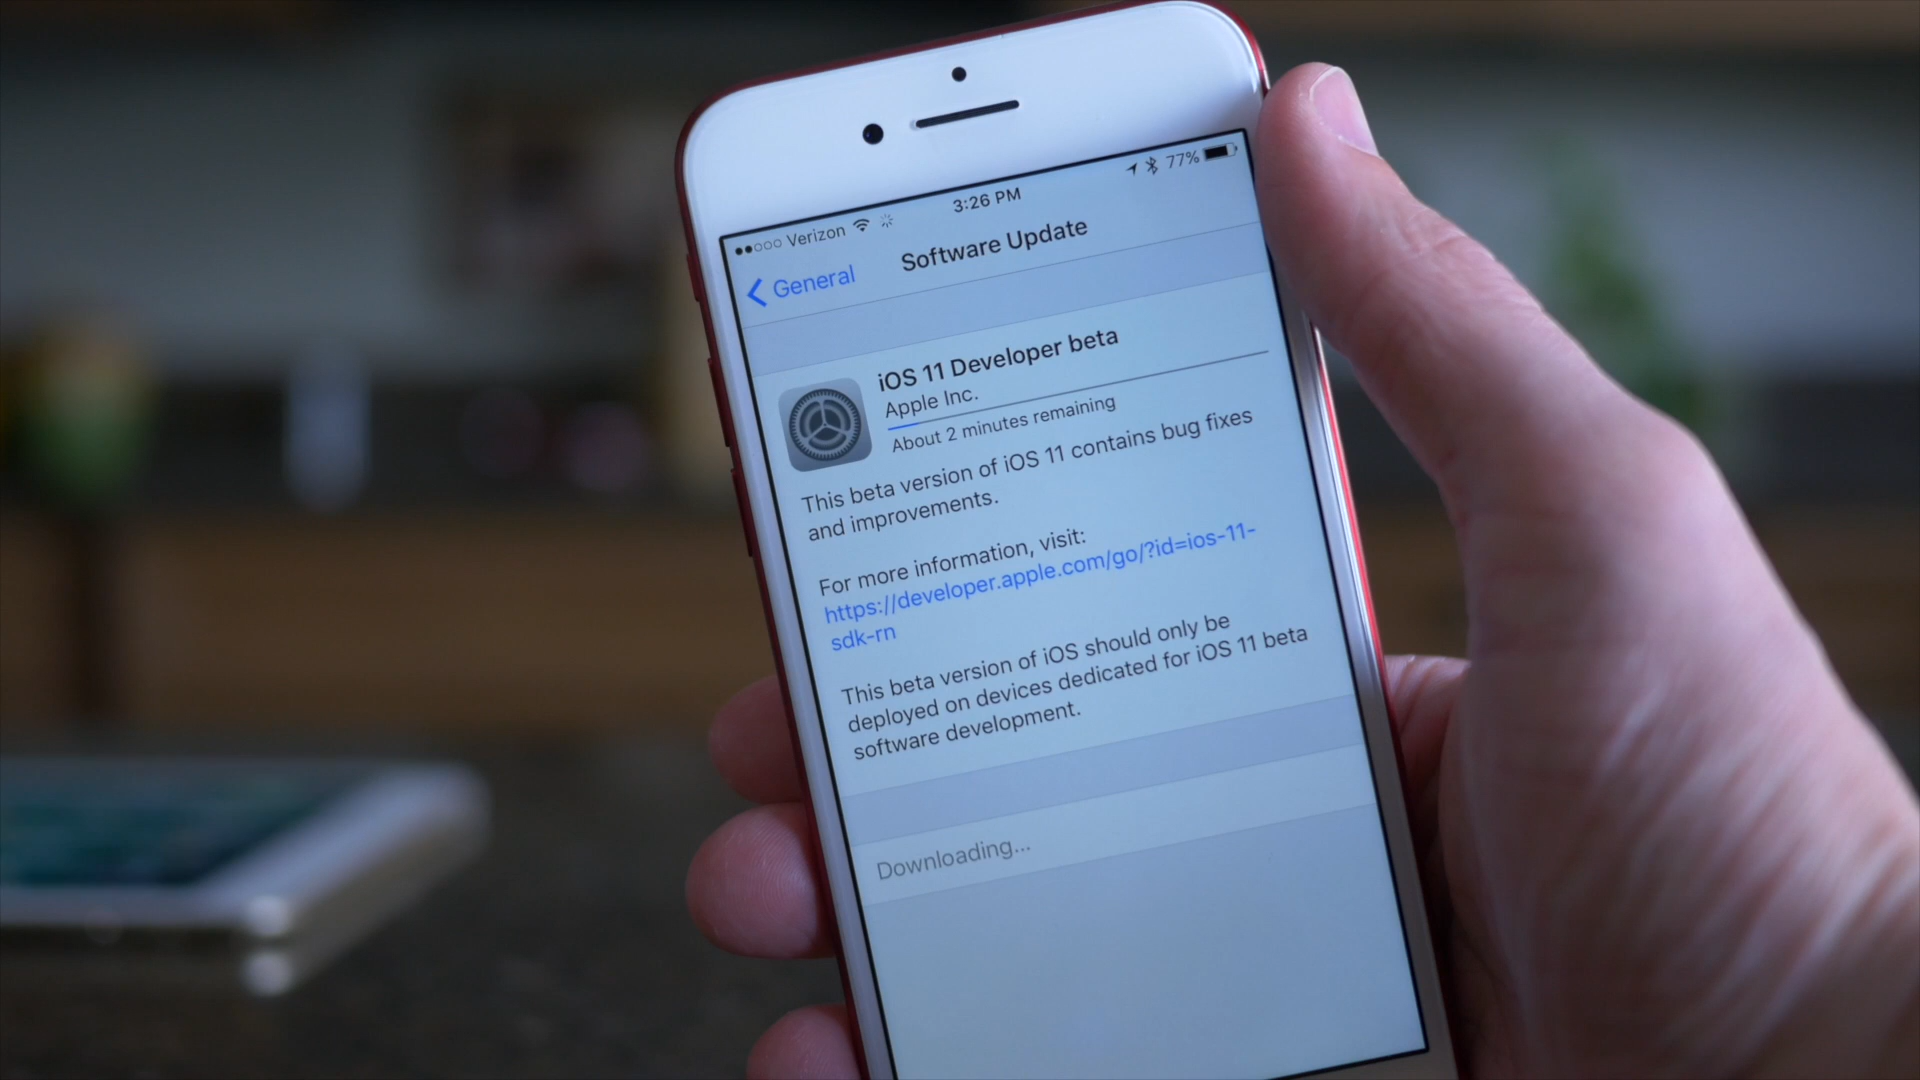 ●●○○○ Verizon 3:26 PM 77%
General Software Update
iOS 11 Developer beta
Apple Inc.
About 2 minutes remaining
This beta version of iOS 11 contains bug fixes
and improvements.
For more information, visit:
https://developer.apple.com/go/?id=ios-11-
sdk-rn
This beta version of iOS should only be
deployed on devices dedicated for iOS 11 beta
software development.
Downloading...